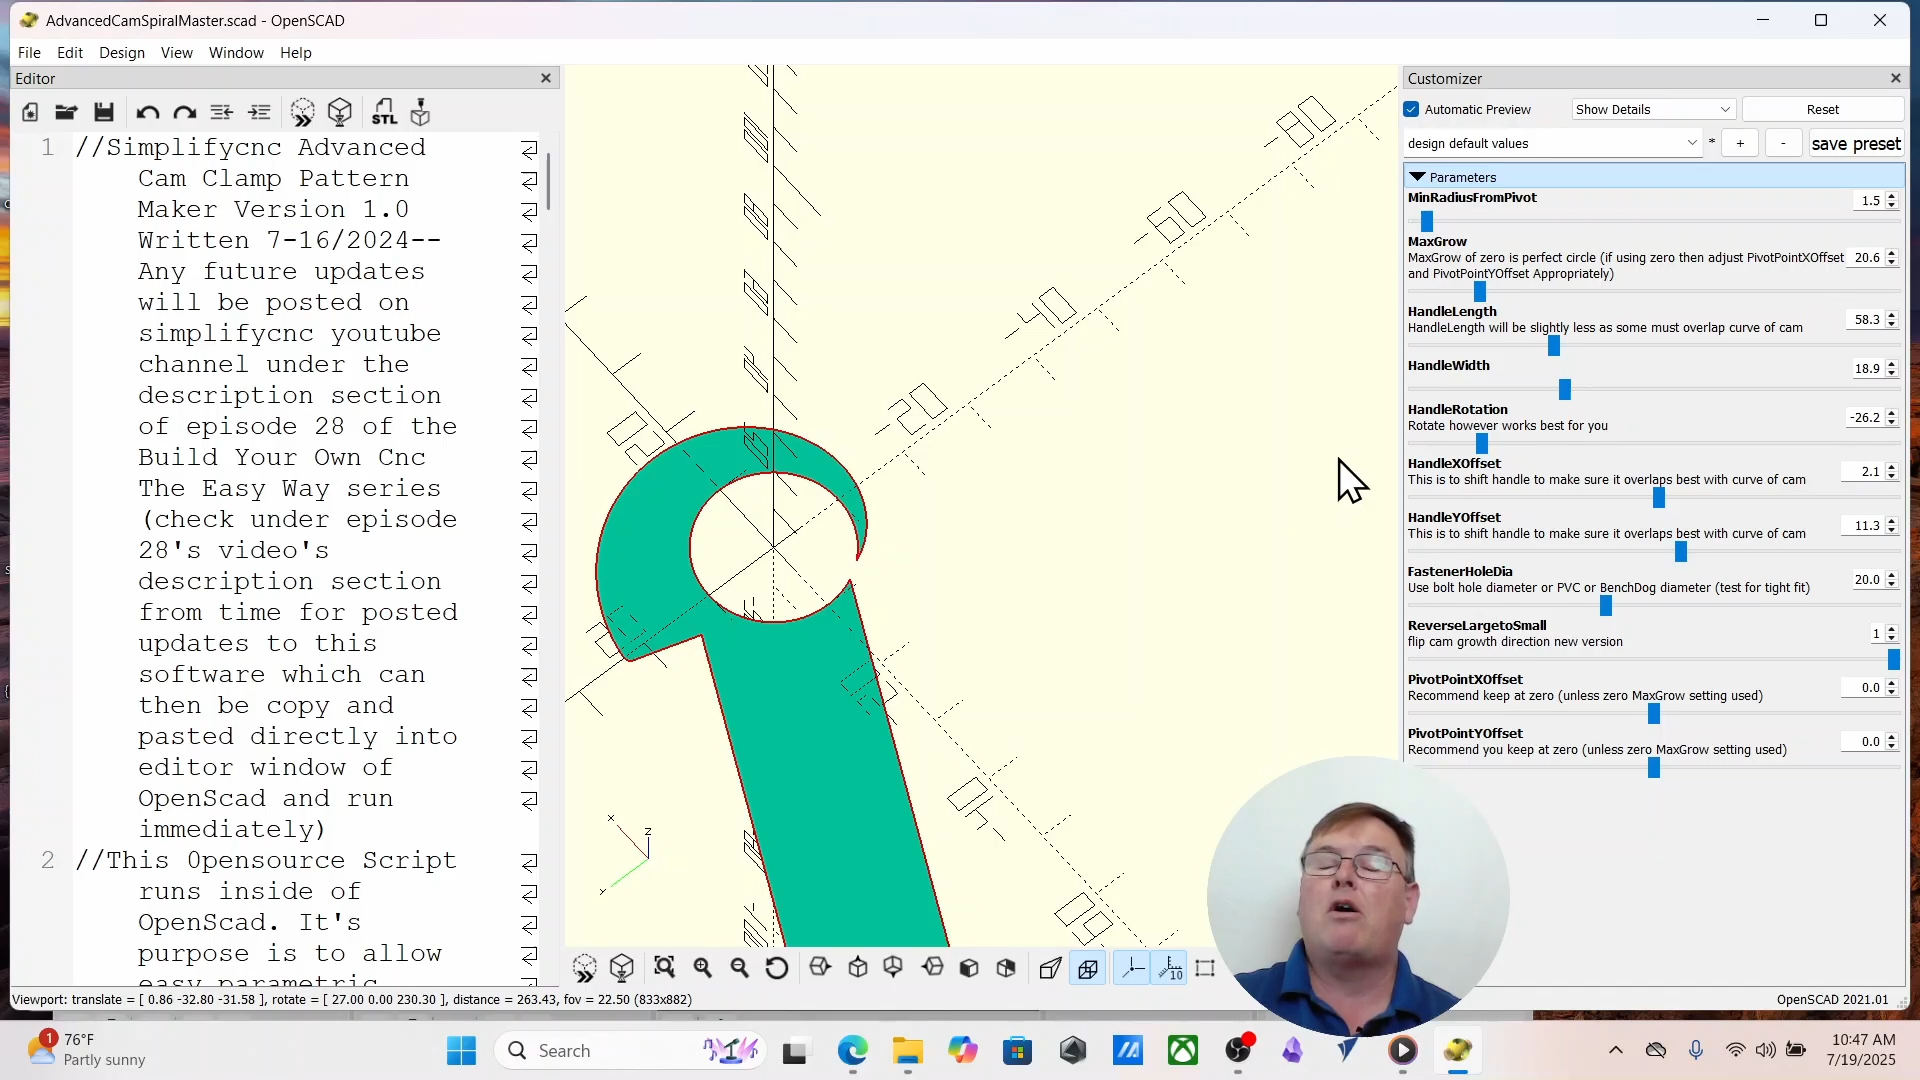 AdvancedCamSpiralMaster.scad - OpenSCAD
File Edit Design View Window Help
Editor
STL
1 //Simplifycnc Advanced
Cam Clamp Pattern
Maker Version 1.0
Written 7-16/2024--
Any future updates
will be posted on
simplifycnc youtube
channel under the
description section
of episode 28 of the
Build Your Own Cnc
The Easy Way series
(check under episode
28's video's
description section
from time for posted
updates to this
software which can
then be copy and
pasted directly into
editor window of
OpenScad and run
immediately)
2 //This Opensource Script
runs inside of
OpenScad. It's
purpose is to allow
easy parametric
80
60
40
20
x
z
y
10
Viewport: translate = [ 0.86 -32.80 -31.58 ], rotate = [ 27.00 0.00 230.30 ], distance = 263.43, fov = 22.50 (833x882)
Customizer
Automatic Preview
Show Details
Reset
design default values
*
+
-
save preset
Parameters
MinRadiusFromPivot
1.5
MaxGrow
MaxGrow of zero is perfect circle (if using zero then adjust PivotPointXOffset
and PivotPointYOffset Appropriately)
20.6
HandleLength
HandleLength will be slightly less as some must overlap curve of cam
58.3
HandleWidth
18.9
HandleRotation
Rotate however works best for you
-26.2
HandleXOffset
This is to shift handle to make sure it overlaps best with curve of cam
2.1
HandleYOffset
This is to shift handle to make sure it overlaps best with curve of cam
11.3
FastenerHoleDia
Use bolt hole diameter or PVC or BenchDog diameter (test for tight fit)
20.0
ReverseLargetoSmall
flip cam growth direction new version
1
PivotPointXOffset
Recommend keep at zero (unless zero MaxGrow setting used)
0.0
PivotPointYOffset
Recommend you keep at zero (unless zero MaxGrow setting used)
0.0
OpenSCAD 2021.01
1
76°F
Partly sunny
Search
10:47 AM
7/19/2025